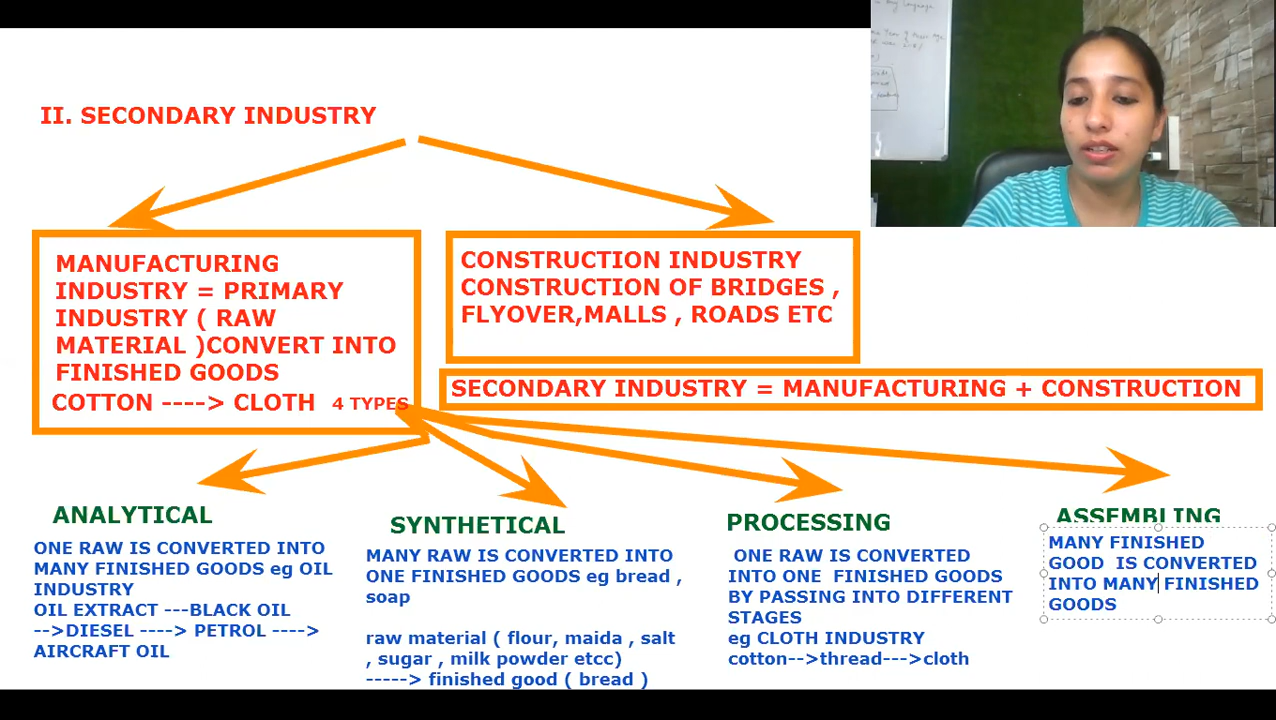 II. SECONDARY INDUSTRY
MANUFACTURING
INDUSTRY = PRIMARY
INDUSTRY ( RAW
MATERIAL )CONVERT INTO
FINISHED GOODS
COTTON ----> CLOTH 4 TYPES
CONSTRUCTION INDUSTRY
CONSTRUCTION OF BRIDGES ,
FLYOVER,MALLS , ROADS ETC
SECONDARY INDUSTRY = MANUFACTURING + CONSTRUCTION
ANALYTICAL
ONE RAW IS CONVERTED INTO
MANY FINISHED GOODS eg OIL
INDUSTRY
OIL EXTRACT ---BLACK OIL
-->DIESEL ----> PETROL ---->
AIRCRAFT OIL
SYNTHETICAL
MANY RAW IS CONVERTED INTO
ONE FINISHED GOODS eg bread ,
soap
raw material ( flour, maida , salt
, sugar , milk powder etcc)
-----> finished good ( bread )
PROCESSING
ONE RAW IS CONVERTED
INTO ONE FINISHED GOODS
BY PASSING INTO DIFFERENT
STAGES
eg CLOTH INDUSTRY
cotton-->thread--->cloth
ASSEMBLING
MANY FINISHED
GOOD IS CONVERTED
INTO MANY FINISHED
GOODS